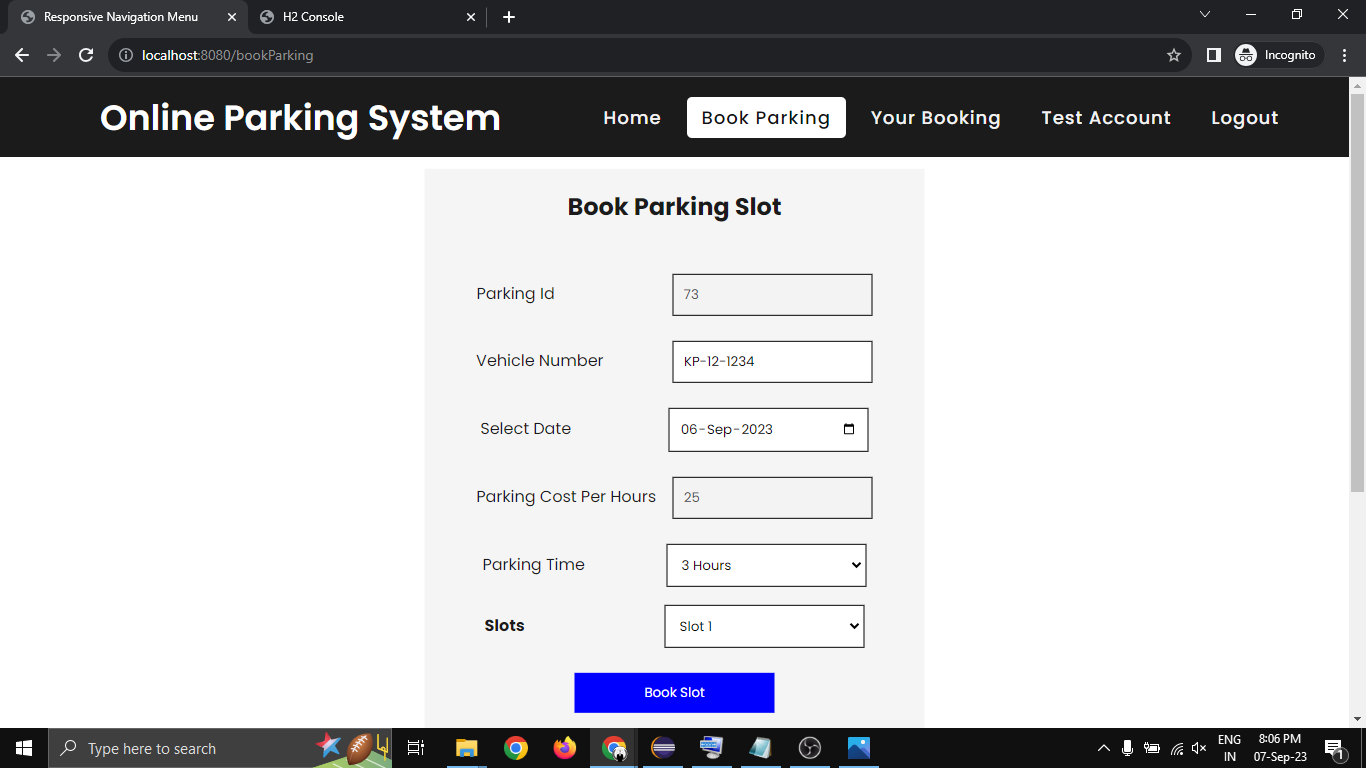 Responsive Navigation Menu
H2 Console
localhost:8080/bookParking
Incognito
Online Parking System
Home
Book Parking
Your Booking
Test Account
Logout
Book Parking Slot
Parking Id
73
Vehicle Number
KP-12-1234
Select Date
06-Sep-2023
Parking Cost Per Hours
25
Parking Time
3 Hours
Slots
Slot 1
Book Slot
Type here to search
ENG
IN
8:06 PM
07-Sep-23
1